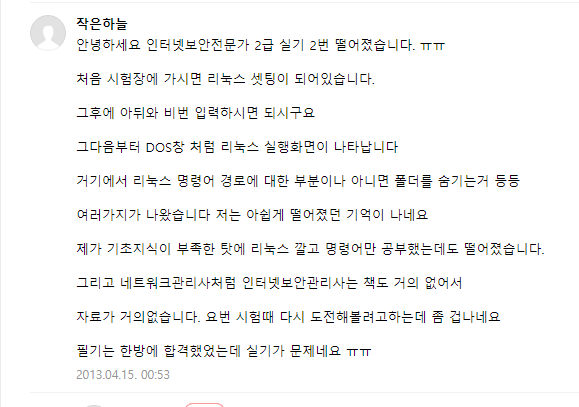 작은하늘
안녕하세요 인터넷보안전문가 2급 실기 2번 떨어졌습니다. ㅠㅠ
처음 시험장에 가시면 리눅스 셋팅이 되어있습니다.
그후에 아뒤와 비번 입력하시면 되시구요
그다음부터 DOS창 처럼 리눅스 실행화면이 나타납니다
거기에서 리눅스 명령어 경로에 대한 부분이나 아니면 폴더를 숨기는거 등등
여러가지가 나왔습니다 저는 아쉽게 떨어졌던 기억이 나네요
제가 기초지식이 부족한 탓에 리눅스 깔고 명령어만 공부했는데도 떨어졌습니다.
그리고 네트워크관리사처럼 인터넷보안관리사는 책도 거의 없어서
자료가 거의없습니다. 요번 시험때 다시 도전해볼려고하는데 좀 겁나네요
필기는 한방에 합격했었는데 실기가 문제네요 ㅠㅠ
2013.04.15. 00:53